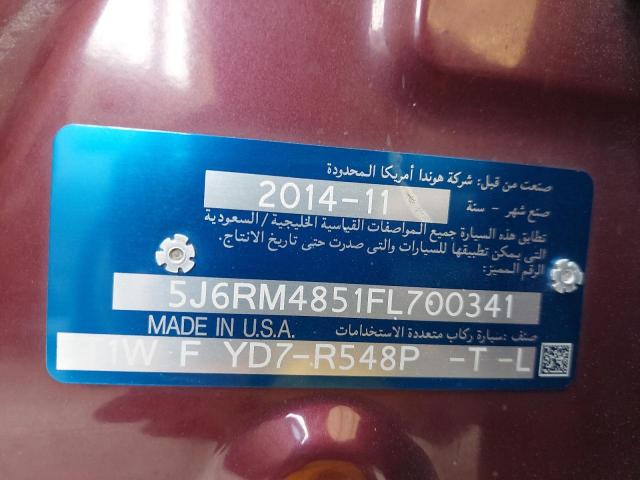 صنعت من قبل: شركة هوندا أمريكا المحدودة
صنع شهر - سنة 2014-11
تطابق هذه السيارة جميع المواصفات القياسية الخليجية/السعودية
التي يمكن تطبيقها للسيارات والتي صدرت حتى تاريخ الانتاج.
الرقم المميز:
5J6RM4851FL700341
MADE IN U.S.A. صنف: سيارة ركاب متعددة الاستخدامات
1W F YD7-R548P -T -L